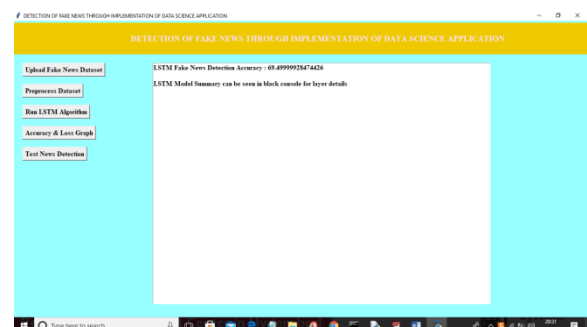 DETECTION OF FAKE NEWS THROUGH IMPLEMENTATION OF DATA SCIENCE APPLICATION
DETECTION OF FAKE NEWS THROUGH IMPLEMENTATION OF DATA SCIENCE APPLICATION
Upload Fake News Dataset
Preprocess Dataset
Run LSTM Algorithm
Accuracy & Loss Graph
Test News Detection
LSTM Fake News Detection Accuracy : 69.49999928474426
LSTM Model Summary can be seen in black console for layer details
Type here to search
20:01